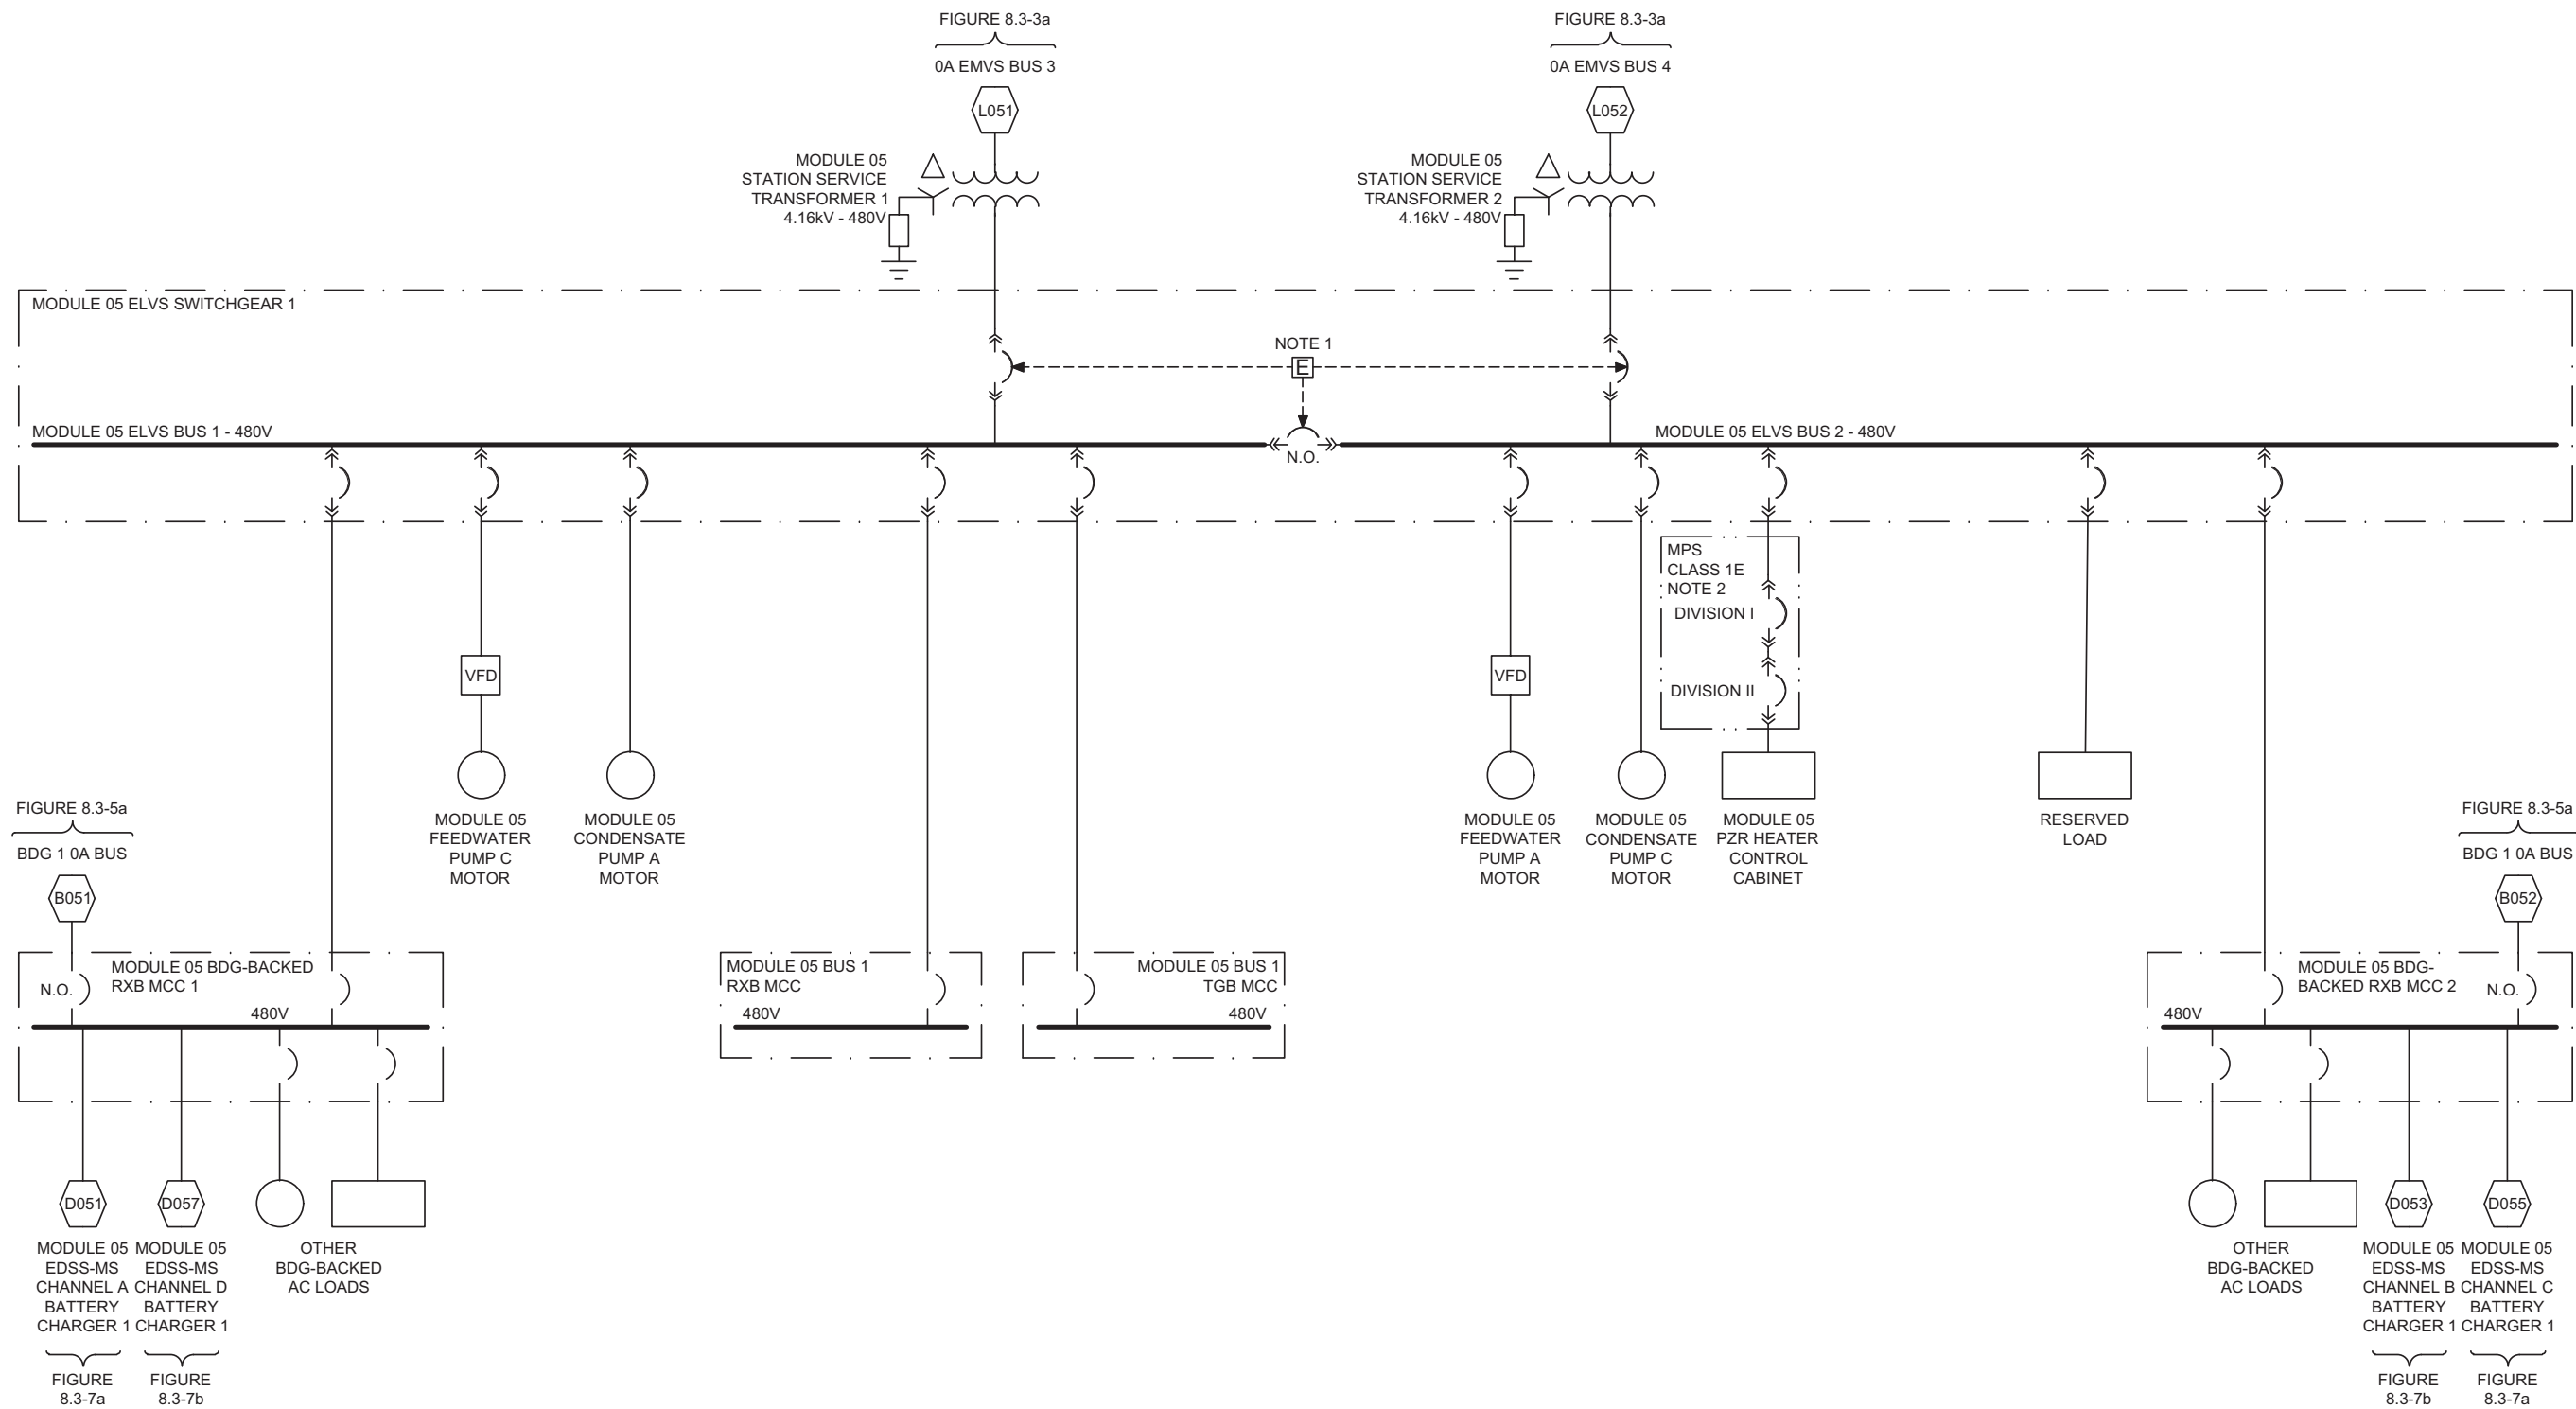 FIGURE 8.3-3a
0A EMVS BUS 3
L051
MODULE 05
STATION SERVICE
TRANSFORMER 1
4.16kV - 480V
FIGURE 8.3-3a
0A EMVS BUS 4
L052
MODULE 05
STATION SERVICE
TRANSFORMER 2
4.16kV - 480V
MODULE 05 ELVS SWITCHGEAR 1
NOTE 1
E
MODULE 05 ELVS BUS 1 - 480V
N.O.
MODULE 05 ELVS BUS 2 - 480V
MPS
CLASS 1E
NOTE 2
DIVISION I
DIVISION II
VFD
MODULE 05
FEEDWATER
PUMP C
MOTOR
MODULE 05
CONDENSATE
PUMP A
MOTOR
VFD
MODULE 05
FEEDWATER
PUMP A
MOTOR
MODULE 05
CONDENSATE
PUMP C
MOTOR
MODULE 05
PZR HEATER
CONTROL
CABINET
RESERVED
LOAD
FIGURE 8.3-5a
BDG 1 0A BUS
B051
N.O.
MODULE 05 BDG-BACKED
RXB MCC 1
480V
MODULE 05 BUS 1
RXB MCC
480V
MODULE 05 BUS 1
TGB MCC
480V
FIGURE 8.3-5a
BDG 1 0A BUS
B052
MODULE 05 BDG-
BACKED RXB MCC 2
N.O.
480V
D051
MODULE 05
EDSS-MS
CHANNEL A
BATTERY
CHARGER 1
FIGURE
8.3-7a
D057
MODULE 05
EDSS-MS
CHANNEL D
BATTERY
CHARGER 1
FIGURE
8.3-7b
OTHER
BDG-BACKED
AC LOADS
OTHER
BDG-BACKED
AC LOADS
D053
MODULE 05
EDSS-MS
CHANNEL B
BATTERY
CHARGER 1
FIGURE
8.3-7b
D055
MODULE 05
EDSS-MS
CHANNEL C
BATTERY
CHARGER 1
FIGURE
8.3-7a